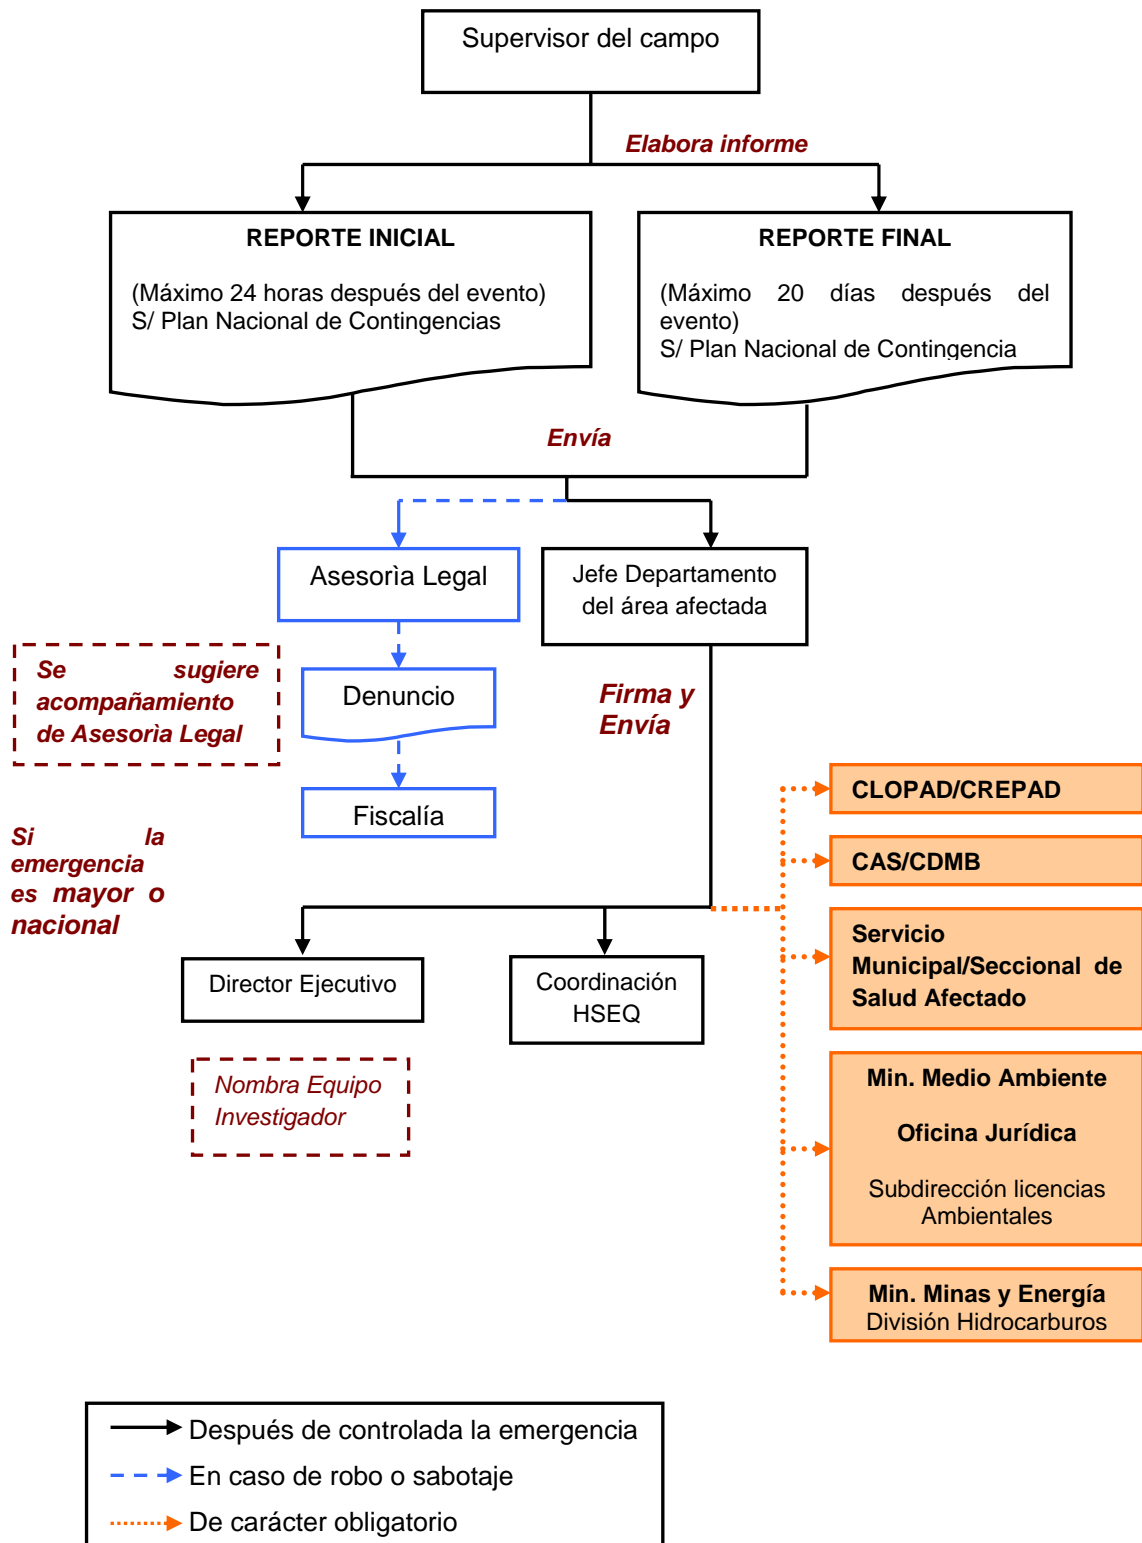 Supervisor del campo
Elabora informe
REPORTE INICIAL
(Máximo 24 horas después del evento)
S/ Plan Nacional de Contingencias
REPORTE FINAL
(Máximo 20 días después del
evento)
S/ Plan Nacional de Contingencia
Envía
Asesorìa Legal
Jefe Departamento
del área afectada
Se sugiere
acompañamiento
de Asesorìa Legal
Denuncio
Firma y
Envía
Fiscalía
Si la
emergencia
es mayor o
nacional
CLOPAD/CREPAD
CAS/CDMB
Servicio
Municipal/Seccional de
Salud Afectado
Director Ejecutivo
Coordinación
HSEQ
Nombra Equipo
Investigador
Min. Medio Ambiente
Oficina Jurídica
Subdirección licencias
Ambientales
Min. Minas y Energía
División Hidrocarburos
Después de controlada la emergencia
En caso de robo o sabotaje
De carácter obligatorio